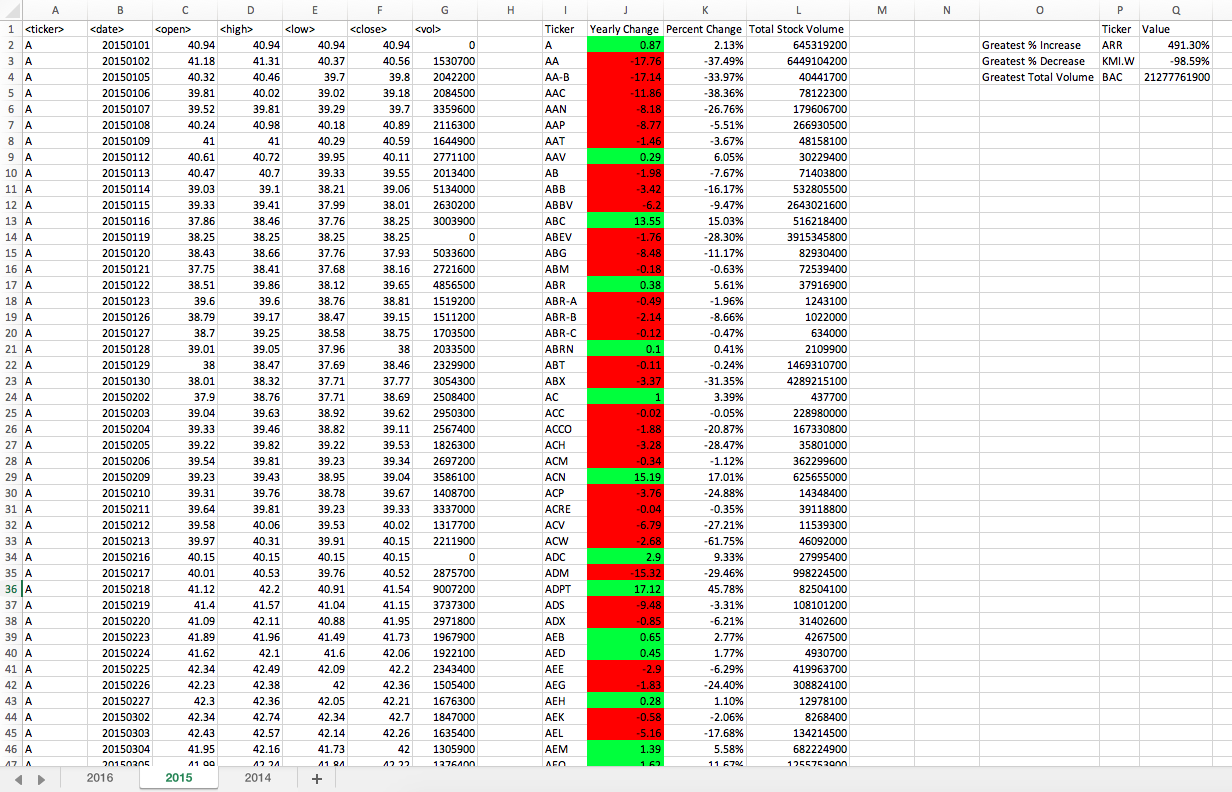 A B C D E F G H I J K L M N O P Q
1 <ticker> <date> <open> <high> <low> <close> <vol> Ticker Yearly Change Percent Change Total Stock Volume Ticker Value
2 A 20150101 40.94 40.94 40.94 40.94 0 A 0.87 2.13% 645319200 Greatest % Increase ARR 491.30%
3 A 20150102 41.18 41.31 40.37 40.56 1530700 AA -17.76 -37.49% 6449104200 Greatest % Decrease KMI.W -98.59%
4 A 20150105 40.32 40.46 39.7 39.8 2042200 AA-B -17.14 -33.97% 40441700 Greatest Total Volume BAC 21277761900
5 A 20150106 39.81 40.02 39.02 39.18 2084500 AAC -11.86 -38.36% 78122300
6 A 20150107 39.52 39.81 39.29 39.7 3359600 AAN -8.18 -26.76% 179606700
7 A 20150108 40.24 40.98 40.18 40.89 2116300 AAP -8.77 -5.51% 266930500
8 A 20150109 41 41 40.29 40.59 1644900 AAT -1.46 -3.67% 48158100
9 A 20150112 40.61 40.72 39.95 40.11 2771100 AAV 0.29 6.05% 30229400
10 A 20150113 40.47 40.7 39.33 39.55 2013400 AB -1.98 -7.67% 71403800
11 A 20150114 39.03 39.1 38.21 39.06 5134000 ABB -3.42 -16.17% 532805500
12 A 20150115 39.33 39.41 37.99 38.01 2630200 ABBV -6.2 -9.47% 2643021600
13 A 20150116 37.86 38.46 37.76 38.25 3003900 ABC 13.55 15.03% 516218400
14 A 20150119 38.25 38.25 38.25 38.25 0 ABEV -1.76 -28.30% 3915345800
15 A 20150120 38.43 38.66 37.76 37.93 5033600 ABG -8.48 -11.17% 82930400
16 A 20150121 37.75 38.41 37.68 38.16 2721600 ABM -0.18 -0.63% 72539400
17 A 20150122 38.51 39.86 38.12 39.65 4856500 ABR 0.38 5.61% 37916900
18 A 20150123 39.6 39.6 38.76 38.81 1519200 ABR-A -0.49 -1.96% 1243100
19 A 20150126 38.79 39.17 38.47 39.15 1511200 ABR-B -2.14 -8.66% 1022000
20 A 20150127 38.7 39.25 38.58 38.75 1703500 ABR-C -0.12 -0.47% 634000
21 A 20150128 39.01 39.05 37.96 38 2033500 ABRN 0.1 0.41% 2109900
22 A 20150129 38 38.47 37.69 38.46 2329900 ABT -0.11 -0.24% 1469310700
23 A 20150130 38.01 38.32 37.71 37.77 3054300 ABX -3.37 -31.35% 4289215100
24 A 20150202 37.9 38.76 37.71 38.69 2508400 AC 1 3.39% 437700
25 A 20150203 39.04 39.63 38.92 39.62 2950300 ACC -0.02 -0.05% 228980000
26 A 20150204 39.33 39.46 38.82 39.11 2567400 ACCO -1.88 -20.87% 167330800
27 A 20150205 39.22 39.82 39.22 39.53 1826300 ACH -3.28 -28.47% 35801000
28 A 20150206 39.54 39.81 39.23 39.34 2697200 ACM -0.34 -1.12% 362299600
29 A 20150209 39.23 39.43 38.95 39.04 3586100 ACN 15.19 17.01% 625655000
30 A 20150210 39.31 39.76 38.78 39.67 1408700 ACP -3.76 -24.88% 14348400
31 A 20150211 39.64 39.81 39.23 39.33 3337000 ACRE -0.04 -0.35% 39118800
32 A 20150212 39.58 40.06 39.53 40.02 1317700 ACV -6.79 -27.21% 11539300
33 A 20150213 39.97 40.31 39.91 40.15 2211900 ACW -2.68 -61.75% 46092000
34 A 20150216 40.15 40.15 40.15 40.15 0 ADC 2.9 9.33% 27995400
35 A 20150217 40.01 40.53 39.76 40.52 2875700 ADM -15.32 -29.46% 998224500
36 A 20150218 41.12 42.2 40.91 41.54 9007200 ADPT 17.12 45.78% 82504100
37 A 20150219 41.4 41.57 41.04 41.15 3737300 ADS -9.48 -3.31% 108101200
38 A 20150220 41.09 42.11 40.88 41.95 2971800 ADX -0.85 -6.21% 31402600
39 A 20150223 41.89 41.96 41.49 41.73 1967900 AEB 0.65 2.77% 4267500
40 A 20150224 41.62 42.1 41.6 42.06 1922100 AED 0.45 1.77% 4930700
41 A 20150225 42.34 42.49 42.09 42.2 2343400 AEE -2.9 -6.29% 419963700
42 A 20150226 42.23 42.38 42 42.36 1505400 AEG -1.83 -24.40% 308824100
43 A 20150227 42.3 42.36 42.05 42.21 1676300 AEH 0.28 1.10% 12978100
44 A 20150302 42.34 42.74 42.34 42.7 1847000 AEK -0.58 -2.06% 8268400
45 A 20150303 42.43 42.57 42.14 42.26 1635400 AEL -5.16 -17.68% 134214500
46 A 20150304 41.95 42.16 41.73 42 1305900 AEM 1.39 5.58% 682224900
47 A 20150305 41.99 42.24 41.84 42.22 1376400 AEO 1.62 11.67% 1255753900
2016 2015 2014 +